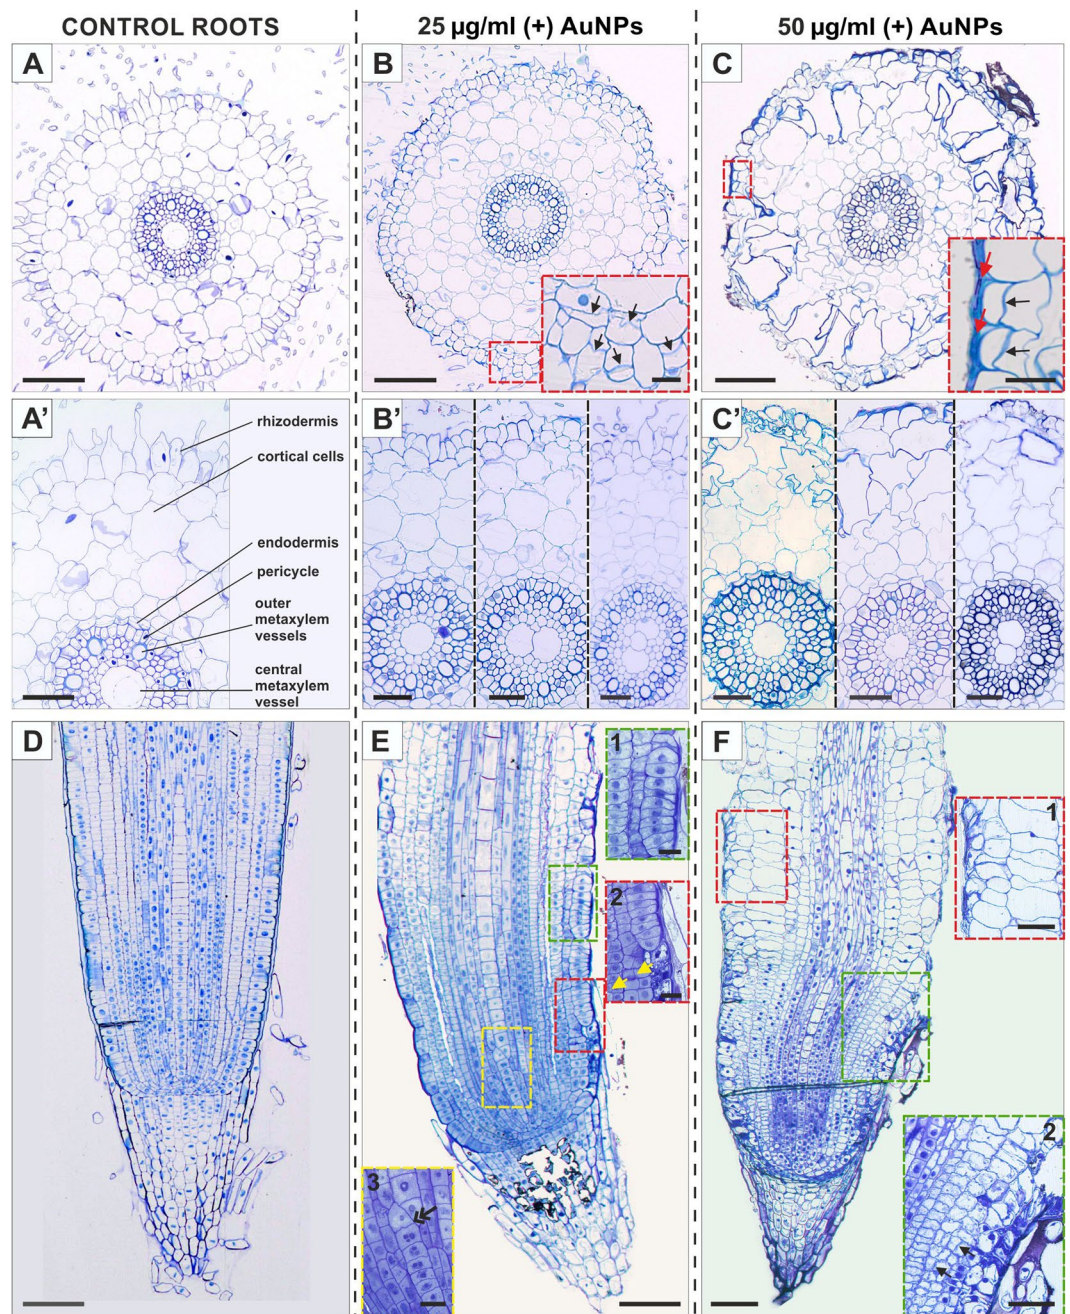 CONTROL ROOTS
25 µg/ml (+) AuNPs
50 µg/ml (+) AuNPs
A
B
C
A'
rhizodermis
cortical cells
endodermis
pericycle
outer
metaxylem
vessels
central
metaxylem
vessel
B'
C'
D
E
1
2
3
F
1
2